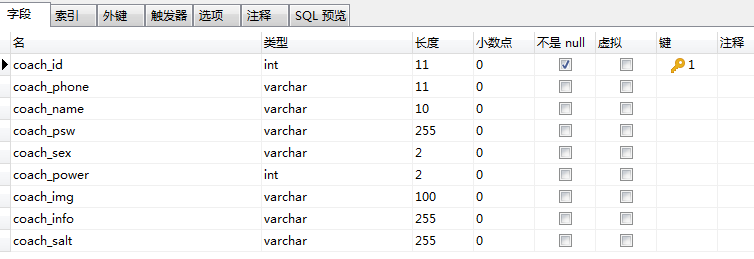 字段 索引 外键 触发器 选项 注释 SQL 预览
名 类型 长度 小数点 不是 null 虚拟 键 注释
coach_id int 11 0 1
coach_phone varchar 11 0
coach_name varchar 10 0
coach_psw varchar 255 0
coach_sex varchar 2 0
coach_power int 2 0
coach_img varchar 100 0
coach_info varchar 255 0
coach_salt varchar 255 0